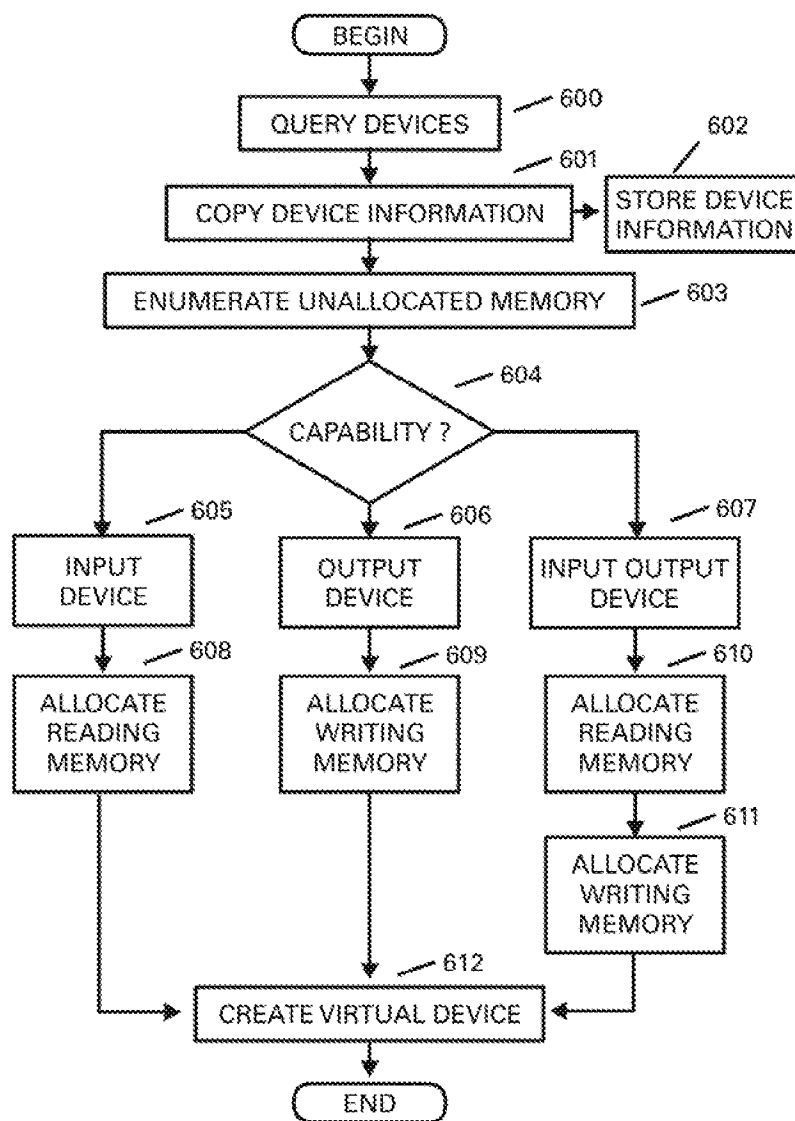 BEGIN
600
QUERY DEVICES
601
602
COPY DEVICE INFORMATION
STORE DEVICE
INFORMATION
ENUMERATE UNALLOCATED MEMORY
603
604
CAPABILITY ?
605
606
607
INPUT
DEVICE
OUTPUT
DEVICE
INPUT OUTPUT
DEVICE
608
609
610
ALLOCATE
READING
MEMORY
ALLOCATE
WRITING
MEMORY
ALLOCATE
READING
MEMORY
611
ALLOCATE
WRITING
MEMORY
612
CREATE VIRTUAL DEVICE
END